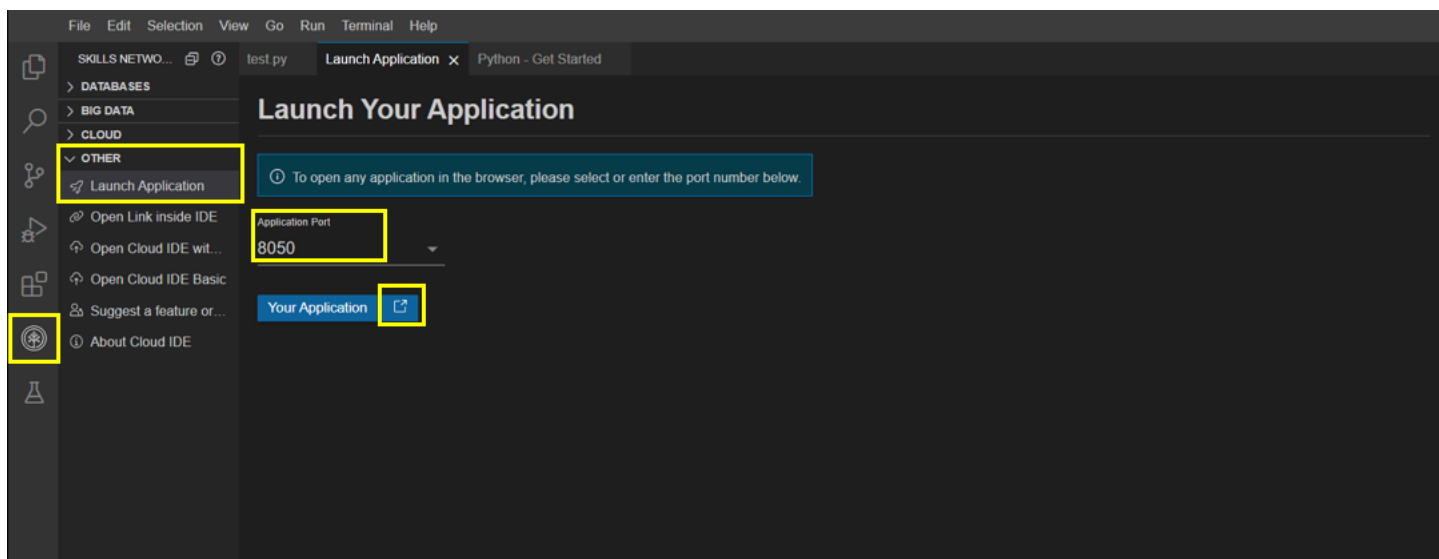 File Edit Selection View Go Run Terminal Help
SKILLS NETWO...
test.py Launch Application Python - Get Started
DATABASES
BIG DATA
CLOUD
OTHER
Launch Application
Open Link inside IDE
Open Cloud IDE wit...
Open Cloud IDE Basic
Suggest a feature or...
About Cloud IDE
Launch Your Application
To open any application in the browser, please select or enter the port number below.
Application Port
8050
Your Application